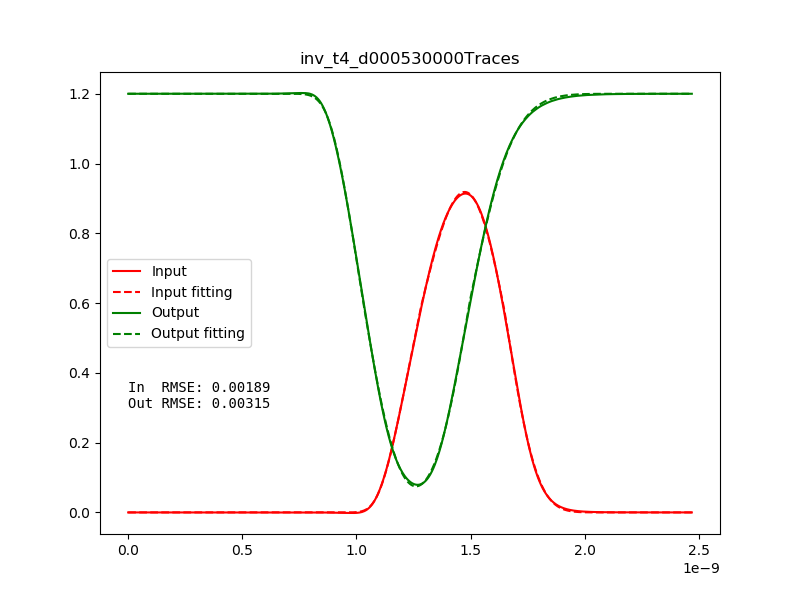 inv_t4_d000530000Traces
1.2
1.0
0.8
0.6
0.4
0.2
0.0
Input
Input fitting
Output
Output fitting
In  RMSE: 0.00189
Out RMSE: 0.00315
0.0 0.5 1.0 1.5 2.0 2.5
1e−9